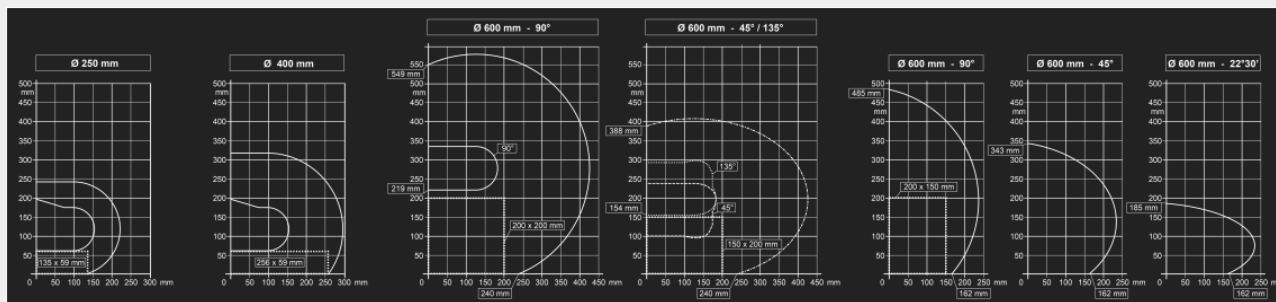 Ø 250 mm
500
mm
450
400
350
300
250
200
150
100
50
135 x 59 mm
0 50 100 150 200 250 300
mm
Ø 400 mm
500
mm
450
400
350
300
250
200
150
100
50
256 x 59 mm
0 50 100 150 200 250 300
mm
Ø 600 mm - 90°
550
mm
549 mm
500
450
400
350
300
250
219 mm
200
150
100
50
90°
200 x 200 mm
0 50 100 150 200 250 300 350 400 450
mm
240 mm
Ø 600 mm - 45° / 135°
550
mm
500
450
400
388 mm
350
300
250
200
154 mm
150
100
50
135°
45°
150 x 200 mm
0 50 100 150 200 250 300 350 400 450
mm
240 mm
Ø 600 mm - 90°
500
mm
485 mm
450
400
350
300
250
200
150
100
50
200 x 150 mm
0 50 100 150 200 250
mm
162 mm
Ø 600 mm - 45°
500
mm
450
400
350
343 mm
300
250
200
150
100
50
0 50 100 150 200 250
mm
162 mm
Ø 600 mm - 22°30'
500
mm
450
400
350
300
250
200
185 mm
150
100
50
0 50 100 150 200 250
mm
162 mm